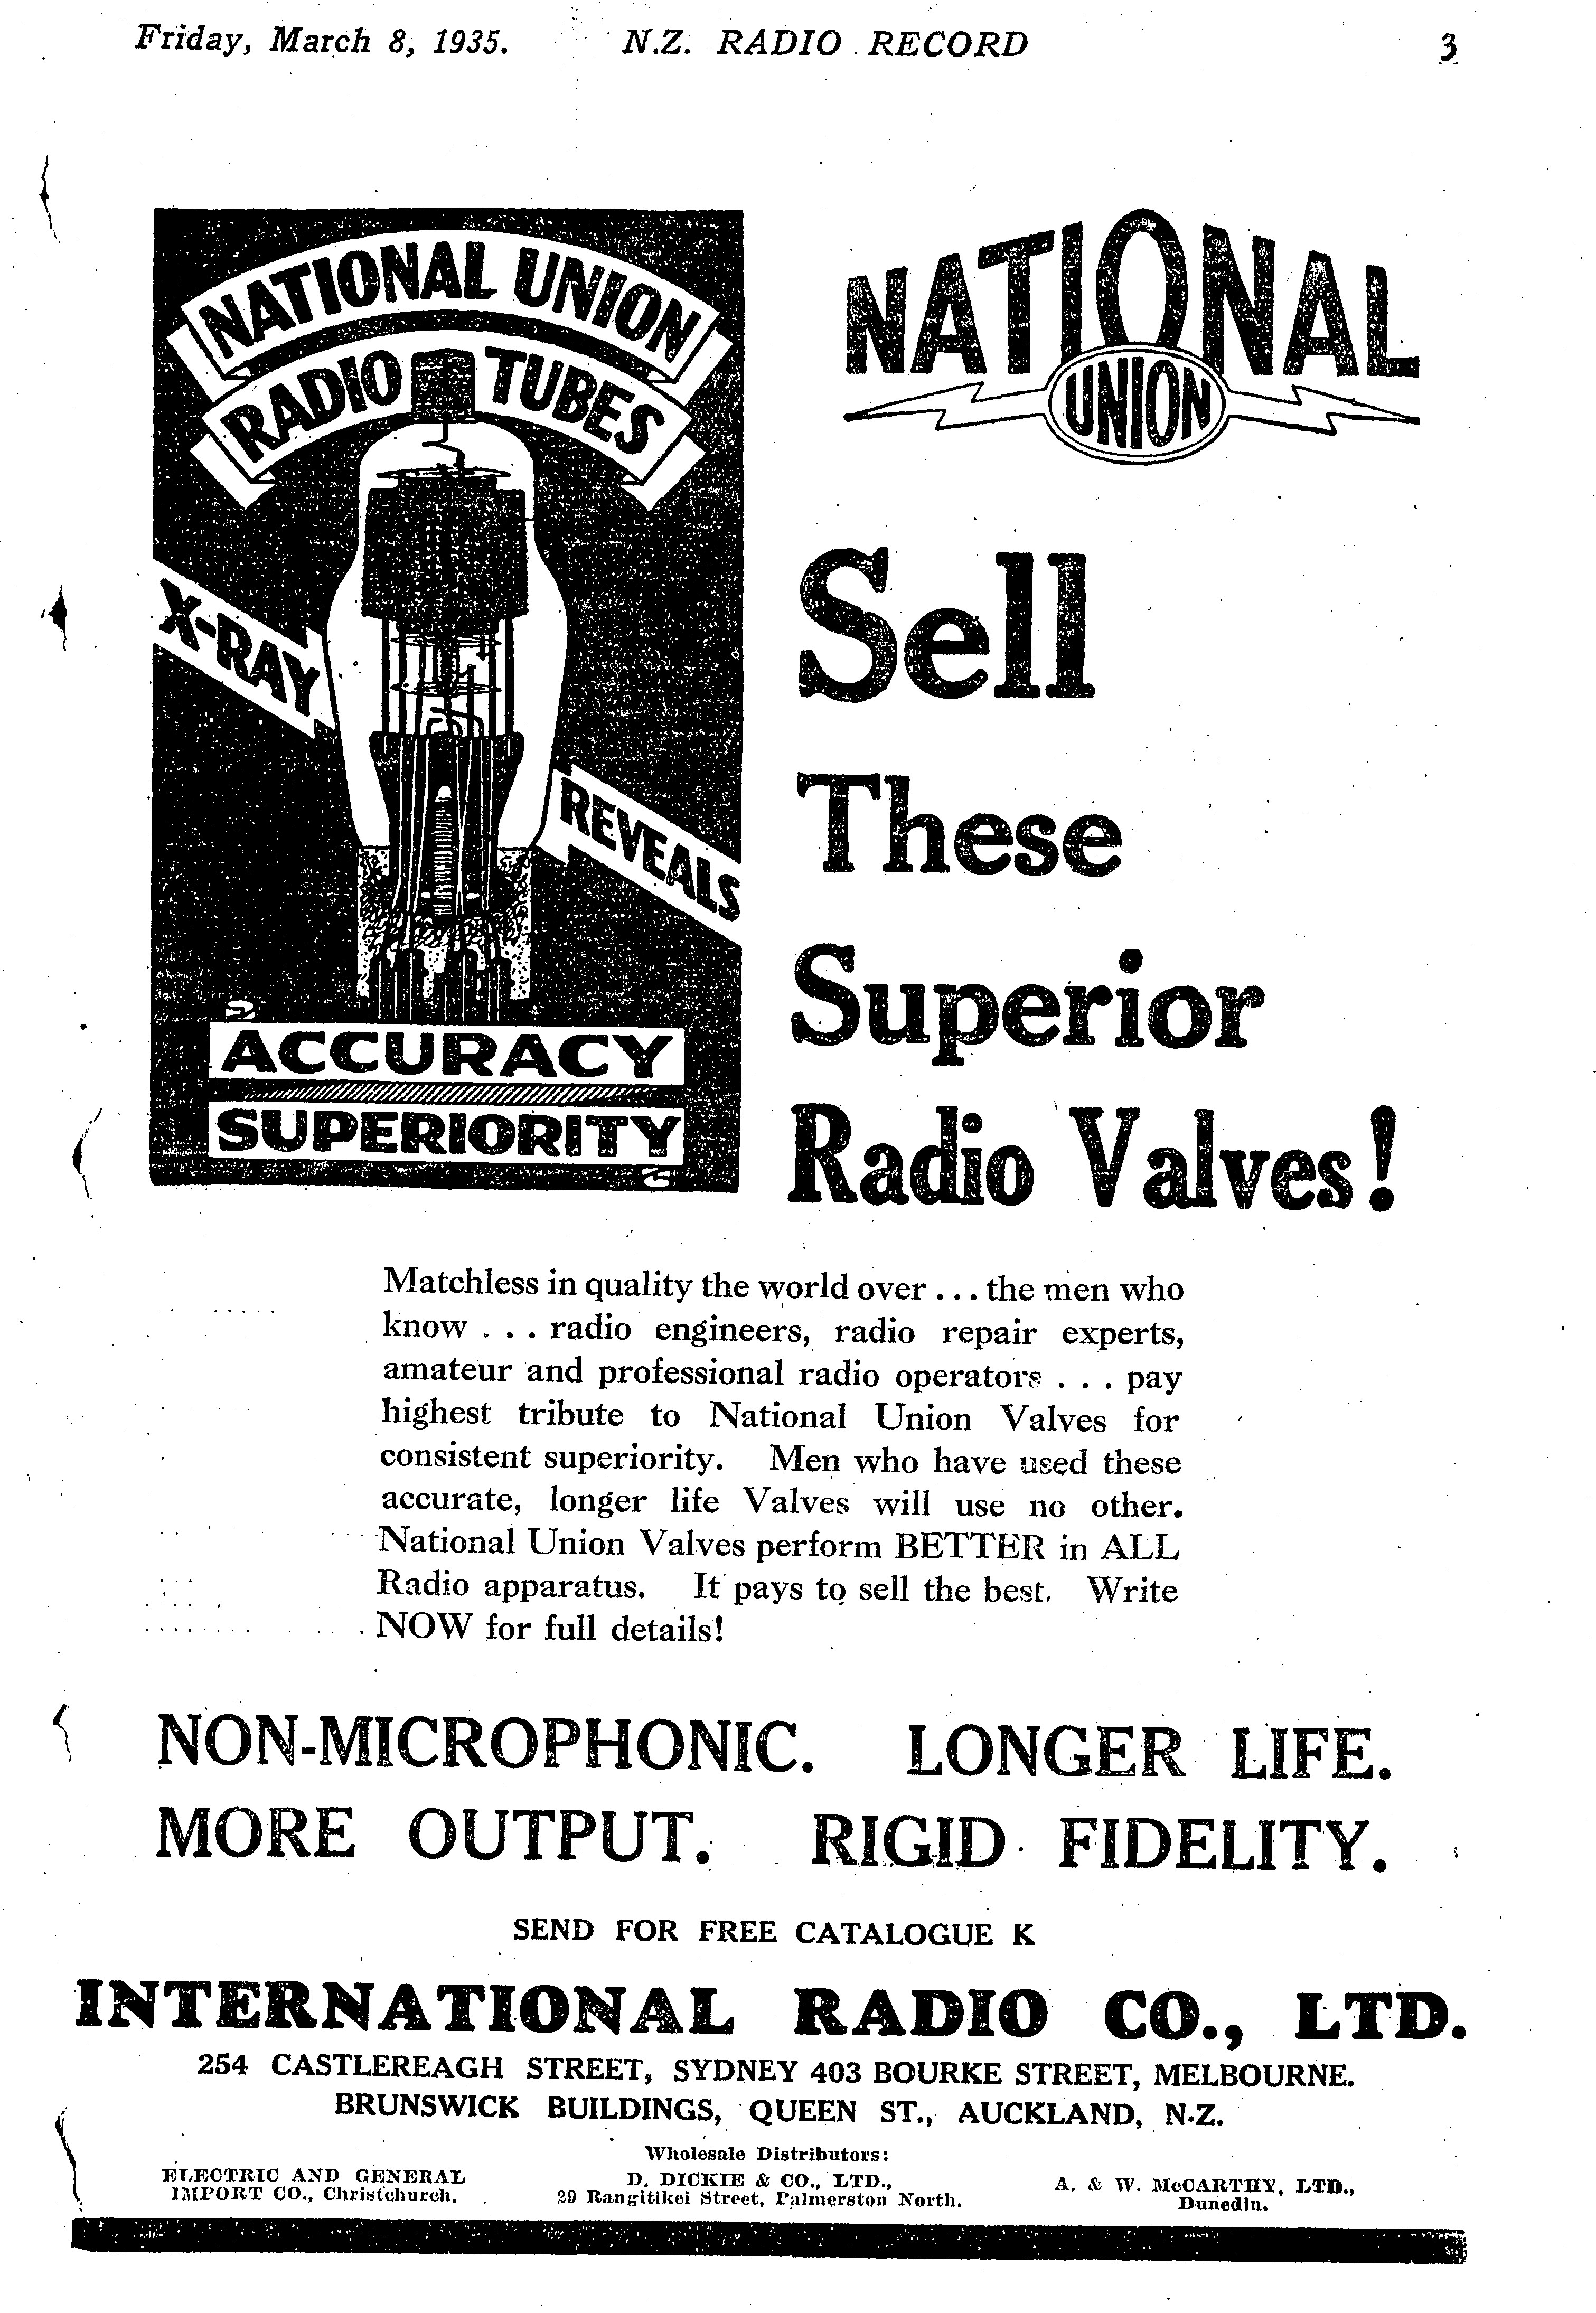 Friday, March 8, 1935. N.Z. RADIO RECORD 3
NATIONAL UNION
RADIO TUBES
X-RAY
REVEALS
ACCURACY
SUPERIORITY
NATIONAL
UNION
Sell
These
Superior
Radio Valves!
Matchless in quality the world over ... the men who
know . . . radio engineers, radio repair experts,
amateur and professional radio operators . . . pay
highest tribute to National Union Valves for
consistent superiority. Men who have used these
accurate, longer life Valves will use no other.
National Union Valves perform BETTER in ALL
Radio apparatus. It pays to sell the best. Write
NOW for full details!
NON-MICROPHONIC. LONGER LIFE.
MORE OUTPUT. RIGID FIDELITY.
SEND FOR FREE CATALOGUE K
INTERNATIONAL RADIO CO., LTD.
254 CASTLEREAGH STREET, SYDNEY 403 BOURKE STREET, MELBOURNE.
BRUNSWICK BUILDINGS, QUEEN ST., AUCKLAND, N.Z.
Wholesale Distributors:
ELECTRIC AND GENERAL
IMPORT CO., Christchurch.
D. DICKIE & CO., LTD.,
29 Rangitikei Street, Palmerston North.
A. & W. McCARTHY, LTD.,
Dunedin.